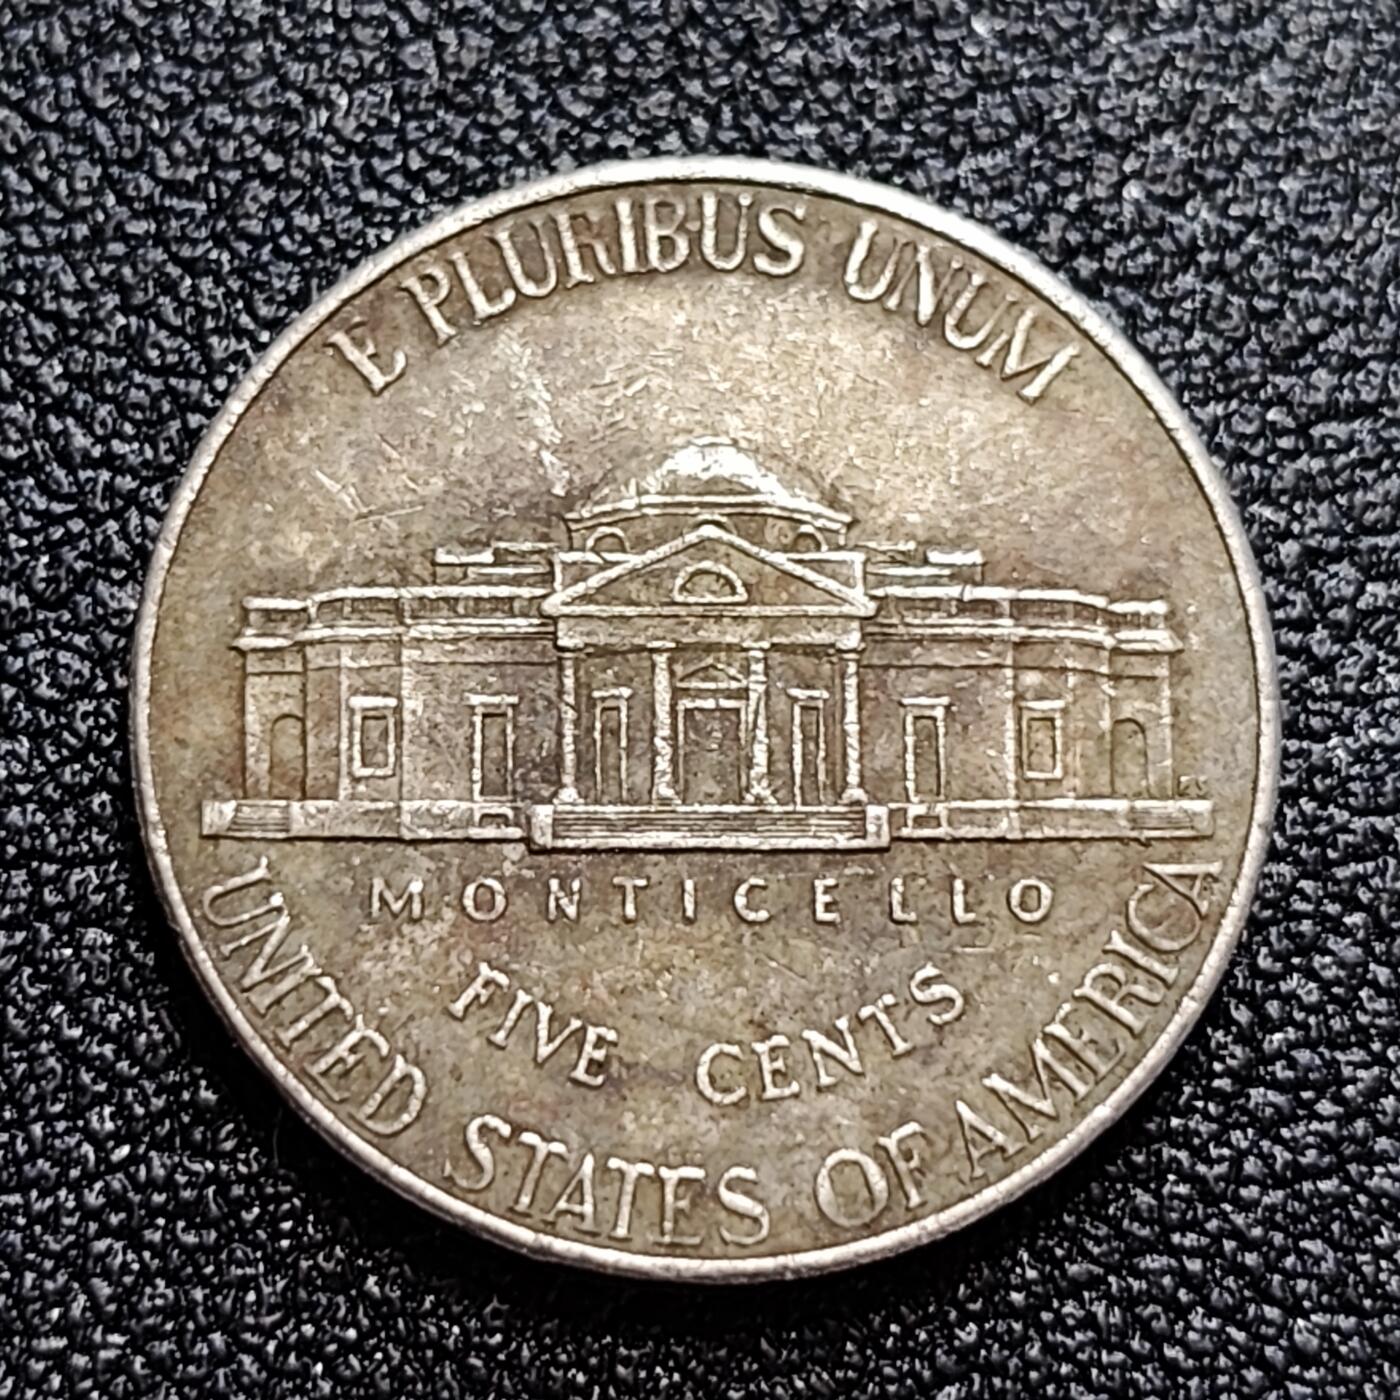 E PLURIBUS UNUM
MONTICELLO
FIVE CENTS
UNITED STATES OF AMERICA